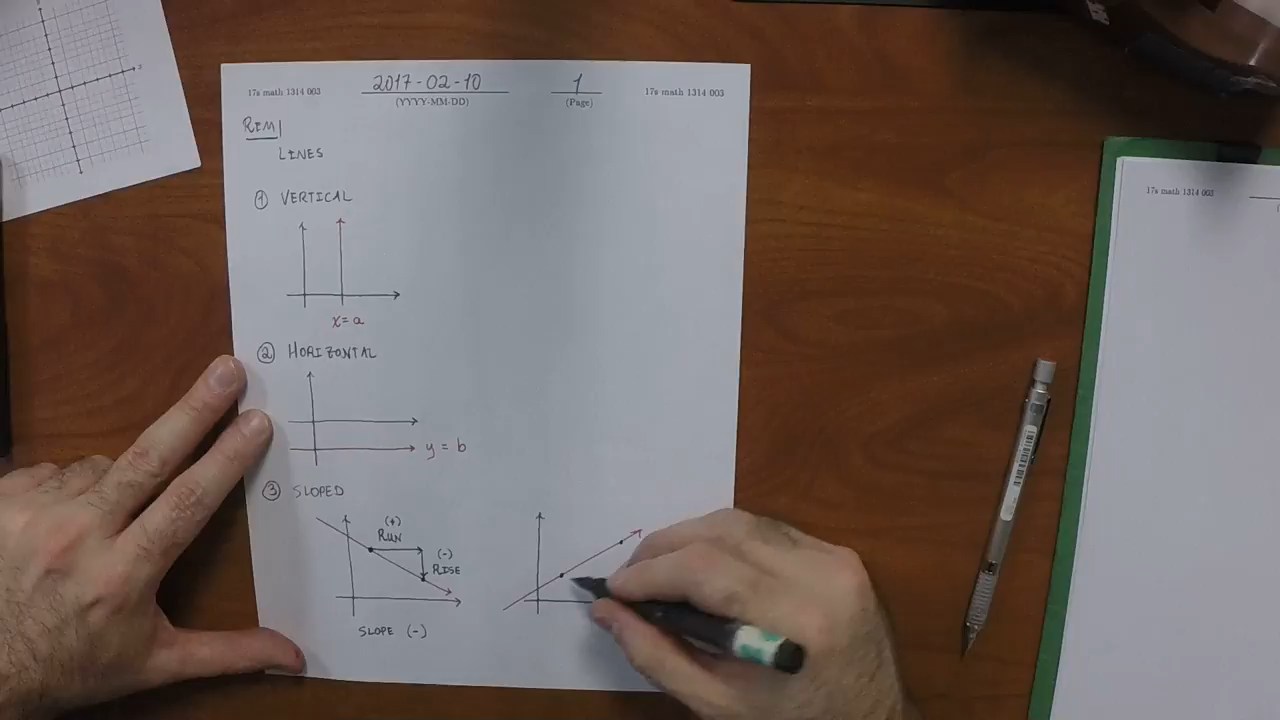 17s math 1314 003 2017-02-10 1 17s math 1314 003
(YYYY-MM-DD) (Page)
REM
LINES
① VERTICAL
x = a
② HORIZONTAL
y = b
③ SLOPED
(+)
RUN
(-)
RISE
SLOPE (-)
17s math 1314 003